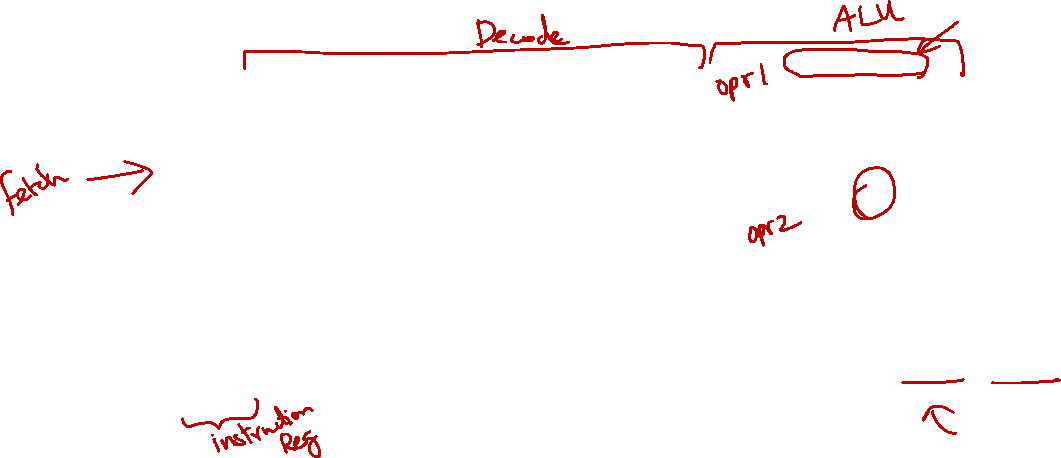 ALU
Decode
opr1
Fetch
opr2
instruction
Reg